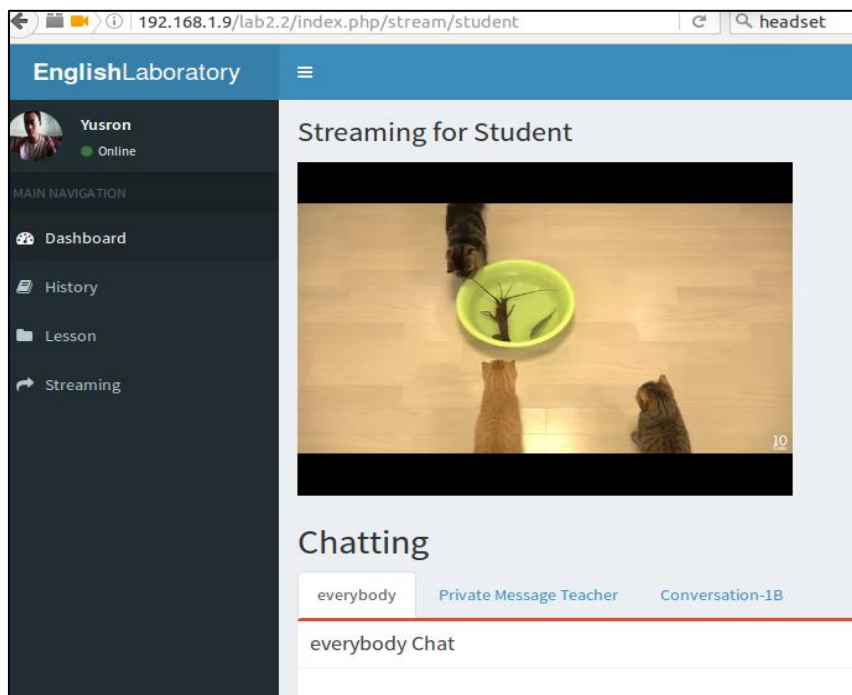 192.168.1.9/lab2.2/index.php/stream/student
headset
EnglishLaboratory
Yusron
Online
MAIN NAVIGATION
Dashboard
History
Lesson
Streaming
Streaming for Student
10
Chatting
everybody
Private Message Teacher
Conversation-1B
everybody Chat